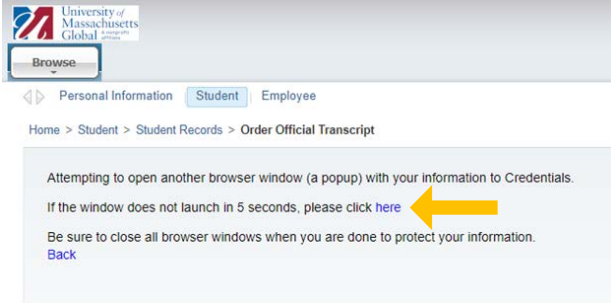 University of
Massachusetts
Global A nonprofit affiliate
Browse
Personal Information Student Employee
Home > Student > Student Records > Order Official Transcript
Attempting to open another browser window (a popup) with your information to Credentials.
If the window does not launch in 5 seconds, please click here
Be sure to close all browser windows when you are done to protect your information.
Back